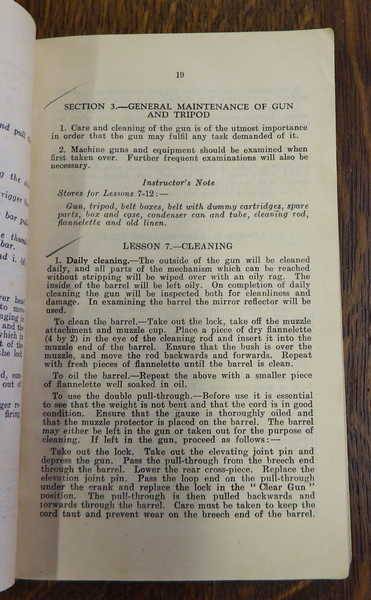 19
SECTION 3.—GENERAL MAINTENANCE OF GUN
AND TRIPOD
1. Care and cleaning of the gun is of the utmost importance
in order that the gun may fulfil any task demanded of it.
2. Machine guns and equipment should be examined when
first taken over. Further frequent examinations will also be
necessary.
Instructor's Note
Stores for Lessons 7-12:—
Gun, tripod, belt boxes, belt with dummy cartridges, spare
parts, box and case, condenser can and tube, cleaning rod,
flannelette and old linen.
LESSON 7.—CLEANING
1. Daily cleaning.—The outside of the gun will be cleaned
daily, and all parts of the mechanism which can be reached
without stripping will be wiped over with an oily rag. The
inside of the barrel will be left oily. On completion of daily
cleaning the gun will be inspected both for cleanliness and
damage. In examining the barrel the mirror reflector will be
used.
To clean the barrel.—Take out the lock, take off the muzzle
attachment and muzzle cup. Place a piece of dry flannelette
(4 by 2) in the eye of the cleaning rod and insert it into the
muzzle end of the barrel. Ensure that the bush is over the
muzzle, and move the rod backwards and forwards. Repeat
with fresh pieces of flannelette until the barrel is clean.
To oil the barrel.—Repeat the above with a smaller piece
of flannelette well soaked in oil.
To use the double pull-through.—Before use it is essential
to see that the weight is not bent and that the cord is in good
condition. Ensure that the gauze is thoroughly oiled and
that the muzzle protector is placed on the barrel. The barrel
may either be left in the gun or taken out for the purpose of
cleaning. If left in the gun, proceed as follows:—
Take out the lock. Take out the elevating joint pin and
depress the gun. Pass the pull-through from the breech end
through the barrel. Lower the rear cross-piece. Replace the
elevation joint pin. Pass the loop end on the pull-through
under the crank and replace the lock in the "Clear Gun"
position. The pull-through is then pulled backwards and
forwards through the barrel. Care must be taken to keep the
cord taut and prevent wear on the breech end of the barrel.